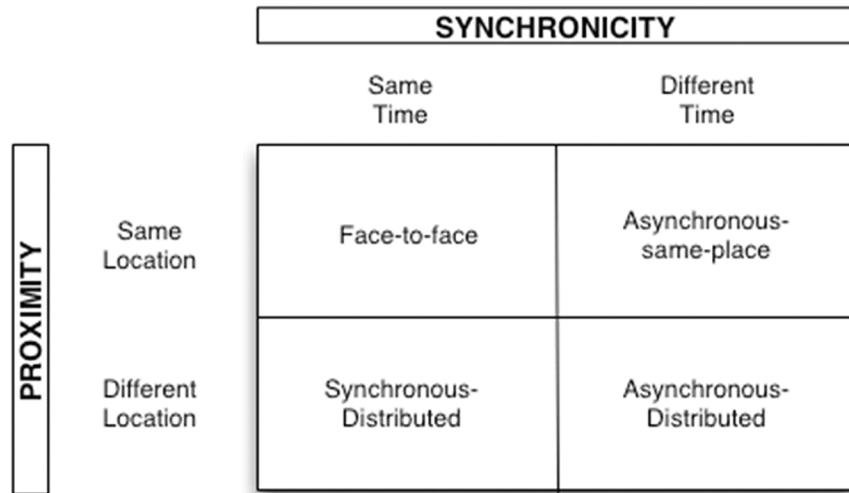 SYNCHRONICITY
Same
Time
Different
Time
PROXIMITY
Same
Location
Face-to-face
Asynchronous-
same-place
Different
Location
Synchronous-
Distributed
Asynchronous-
Distributed